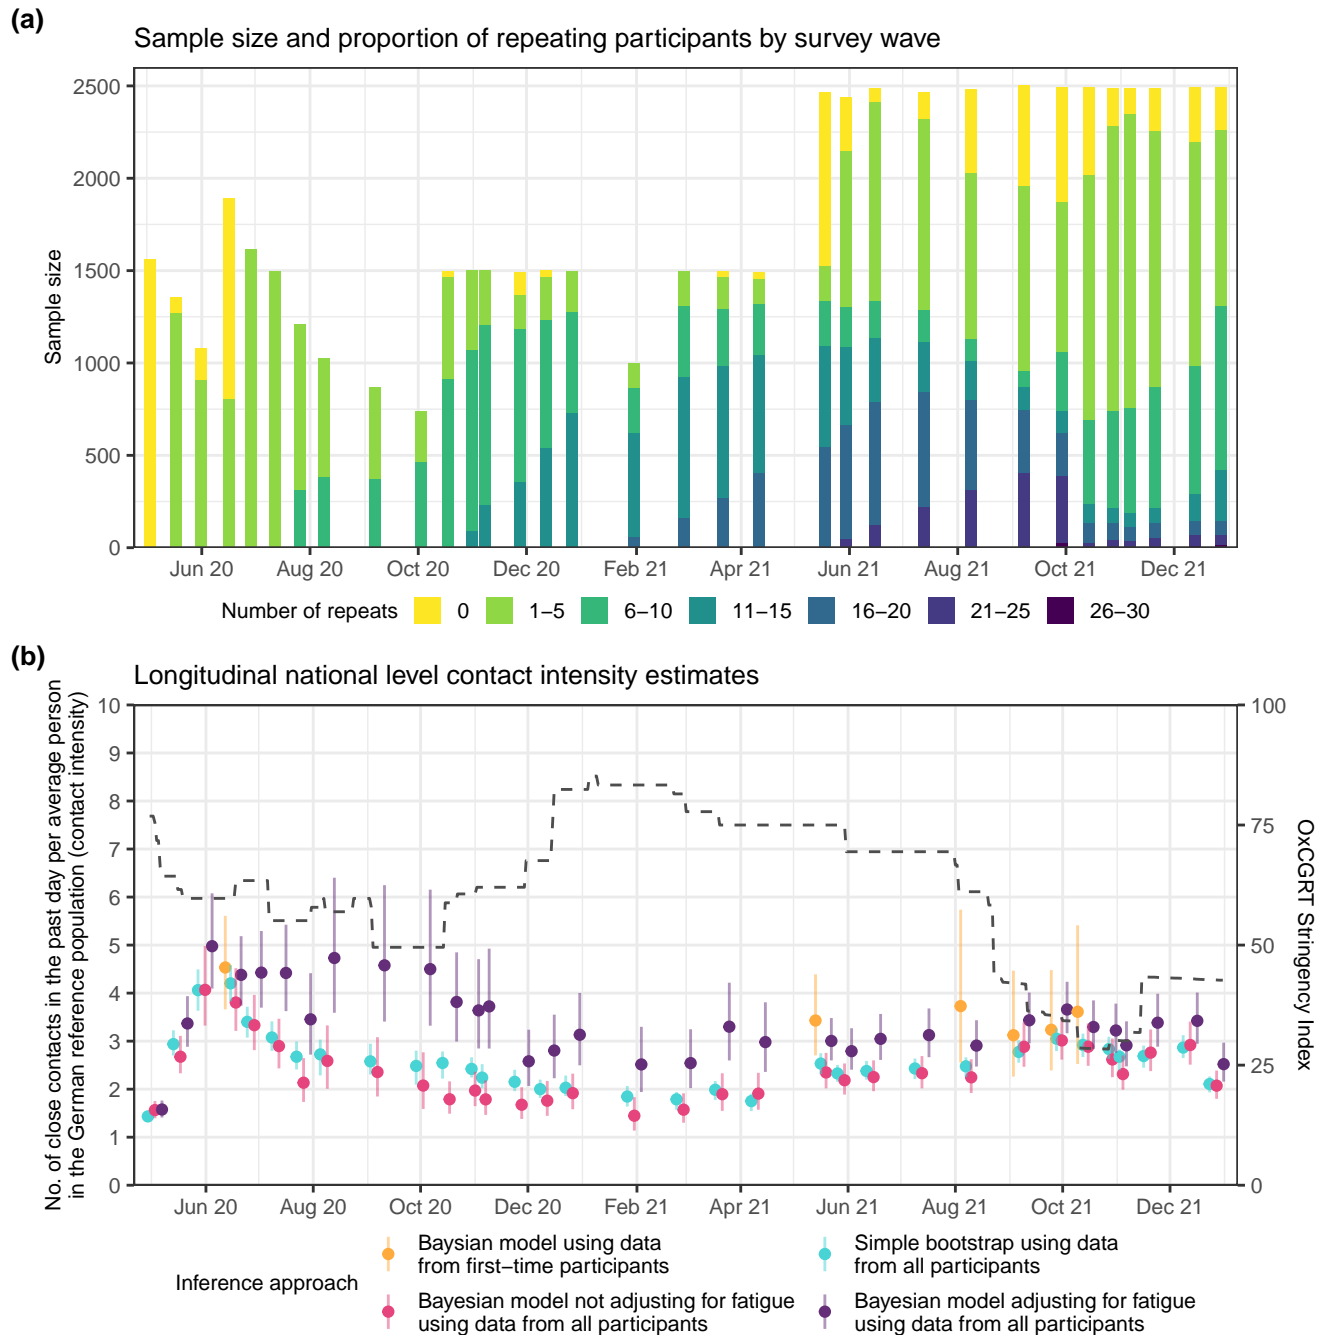 (a)
Sample size and proportion of repeating participants by survey wave
Sample size
2500
2000
1500
1000
500
0
Jun 20 Aug 20 Oct 20 Dec 20 Feb 21 Apr 21 Jun 21 Aug 21 Oct 21 Dec 21
Number of repeats 0 1−5 6−10 11−15 16−20 21−25 26−30
(b)
Longitudinal national level contact intensity estimates
No. of close contacts in the past day per average person
in the German reference population (contact intensity)
10
9
8
7
6
5
4
3
2
1
0
100
75
50
25
0
OxCGRT Stringency Index
Jun 20 Aug 20 Oct 20 Dec 20 Feb 21 Apr 21 Jun 21 Aug 21 Oct 21 Dec 21
Inference approach
Baysian model using data
from first−time participants
Bayesian model not adjusting for fatigue
using data from all participants
Simple bootstrap using data
from all participants
Bayesian model adjusting for fatigue
using data from all participants